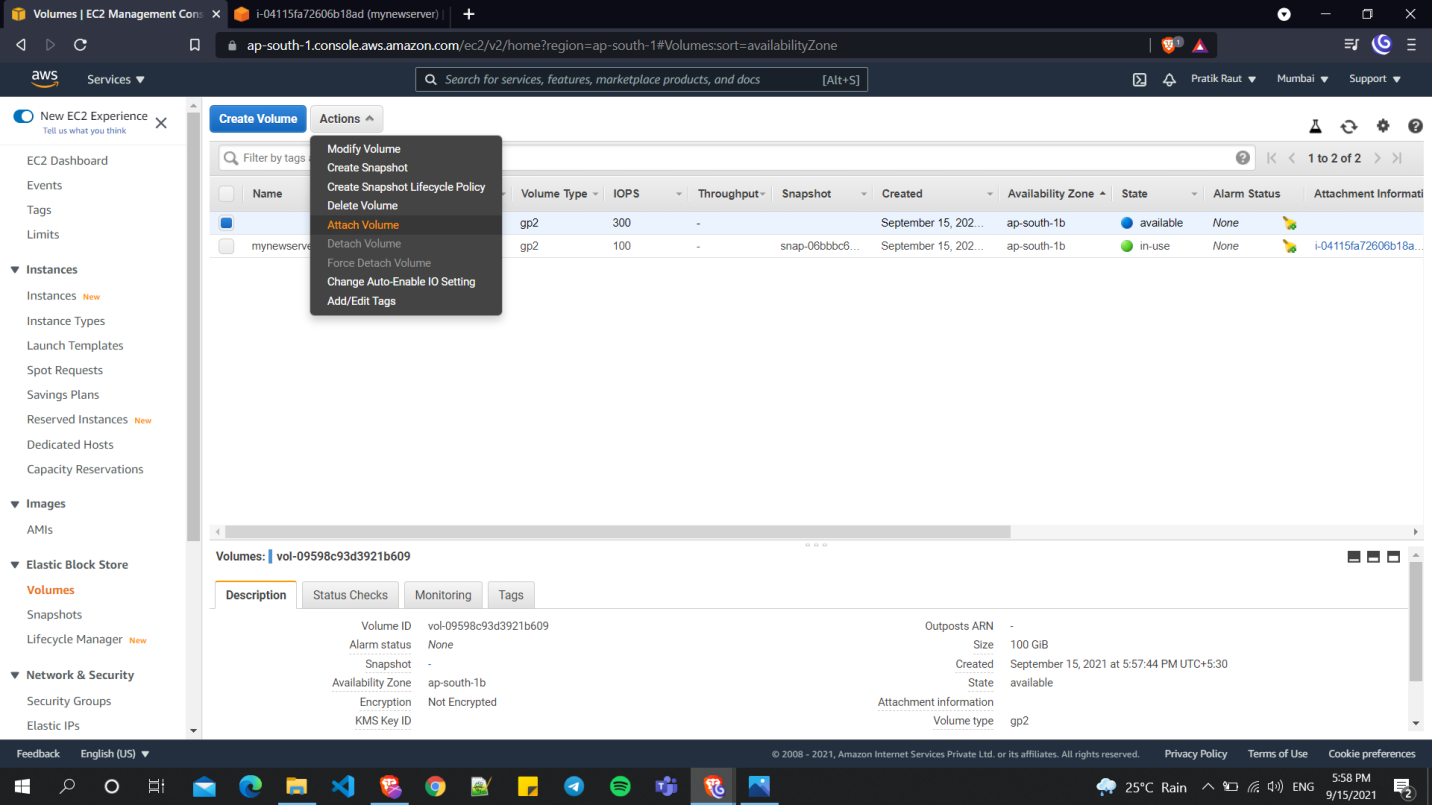 Volumes | EC2 Management Cons
i-04115fa72606b18ad (mynewserver)
ap-south-1.console.aws.amazon.com/ec2/v2/home?region=ap-south-1#Volumes:sort=availabilityZone
1
aws
Services
Search for services, features, marketplace products, and docs
[Alt+S]
Pratik Raut
Mumbai
Support
New EC2 Experience
Tell us what you think
EC2 Dashboard
Events
Tags
Limits
Instances
Instances New
Instance Types
Launch Templates
Spot Requests
Savings Plans
Reserved Instances New
Dedicated Hosts
Capacity Reservations
Images
AMIs
Elastic Block Store
Volumes
Snapshots
Lifecycle Manager New
Network & Security
Security Groups
Elastic IPs
Create Volume
Actions
Modify Volume
Create Snapshot
Create Snapshot Lifecycle Policy
Delete Volume
Attach Volume
Detach Volume
Force Detach Volume
Change Auto-Enable IO Setting
Add/Edit Tags
Filter by tags
1 to 2 of 2
Name Volume Type IOPS Throughput Snapshot Created Availability Zone State Alarm Status Attachment Informati
gp2 300 - September 15, 202... ap-south-1b available None
mynewserve gp2 100 - snap-06bbbc6... September 15, 202... ap-south-1b in-use None i-04115fa72606b18a...
Volumes: vol-09598c93d3921b609
Description Status Checks Monitoring Tags
Volume ID vol-09598c93d3921b609
Alarm status None
Snapshot -
Availability Zone ap-south-1b
Encryption Not Encrypted
KMS Key ID
Outposts ARN -
Size 100 GiB
Created September 15, 2021 at 5:57:44 PM UTC+5:30
State available
Attachment information
Volume type gp2
Feedback English (US)
© 2008 - 2021, Amazon Internet Services Private Ltd. or its affiliates. All rights reserved.
Privacy Policy Terms of Use Cookie preferences
25°C Rain
ENG
5:58 PM
9/15/2021
2